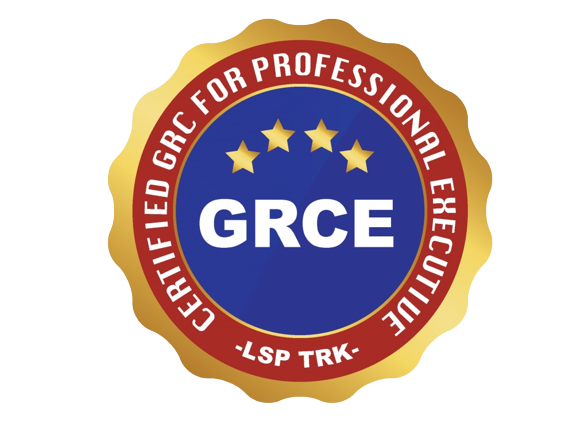 CERTIFIED GRC FOR PROFESSIONAL EXECUTIVE
GRCE
-LSP TRK-